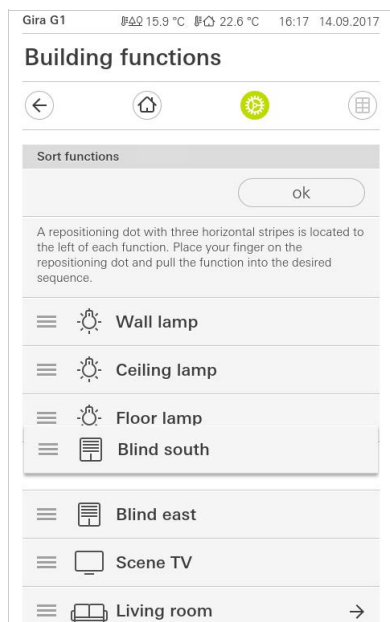 Gira G1 15.9 °C 22.6 °C 16:17 14.09.2017
Building functions
Sort functions
ok
A repositioning dot with three horizontal stripes is located to
the left of each function. Place your finger on the
repositioning dot and pull the function into the desired
sequence.
Wall lamp
Ceiling lamp
Floor lamp
Blind south
Blind east
Scene TV
Living room